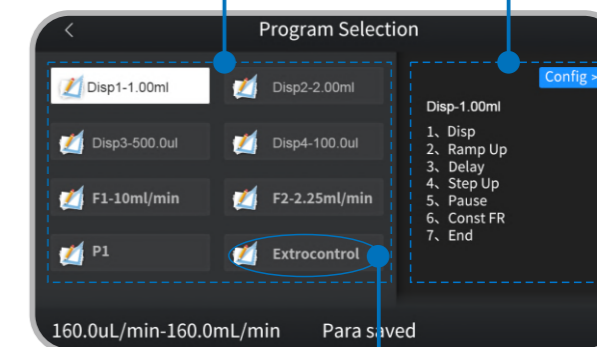 Program Selection
Disp1-1.00ml
Disp2-2.00ml
Disp3-500.0ul
Disp4-100.0ul
F1-10ml/min
F2-2.25ml/min
P1
Extrocontrol
Config >
Disp-1.00ml
1、Disp
2、Ramp Up
3、Delay
4、Step Up
5、Pause
6、Const FR
7、End
160.0uL/min-160.0mL/min
Para saved